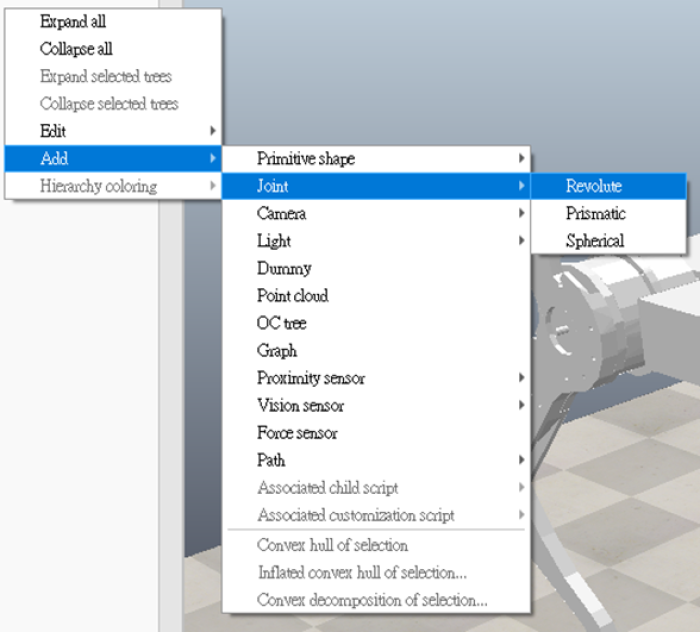 Expand all
Collapse all
Expand selected trees
Collapse selected trees
Edit
Add
Hierarchy coloring
Primitive shape
Joint
Camera
Light
Dummy
Point cloud
OC tree
Graph
Proximity sensor
Vision sensor
Force sensor
Path
Associated child script
Associated customization script
Convex hull of selection
Inflated convex hull of selection...
Convex decomposition of selection...
Revolute
Prismatic
Spherical